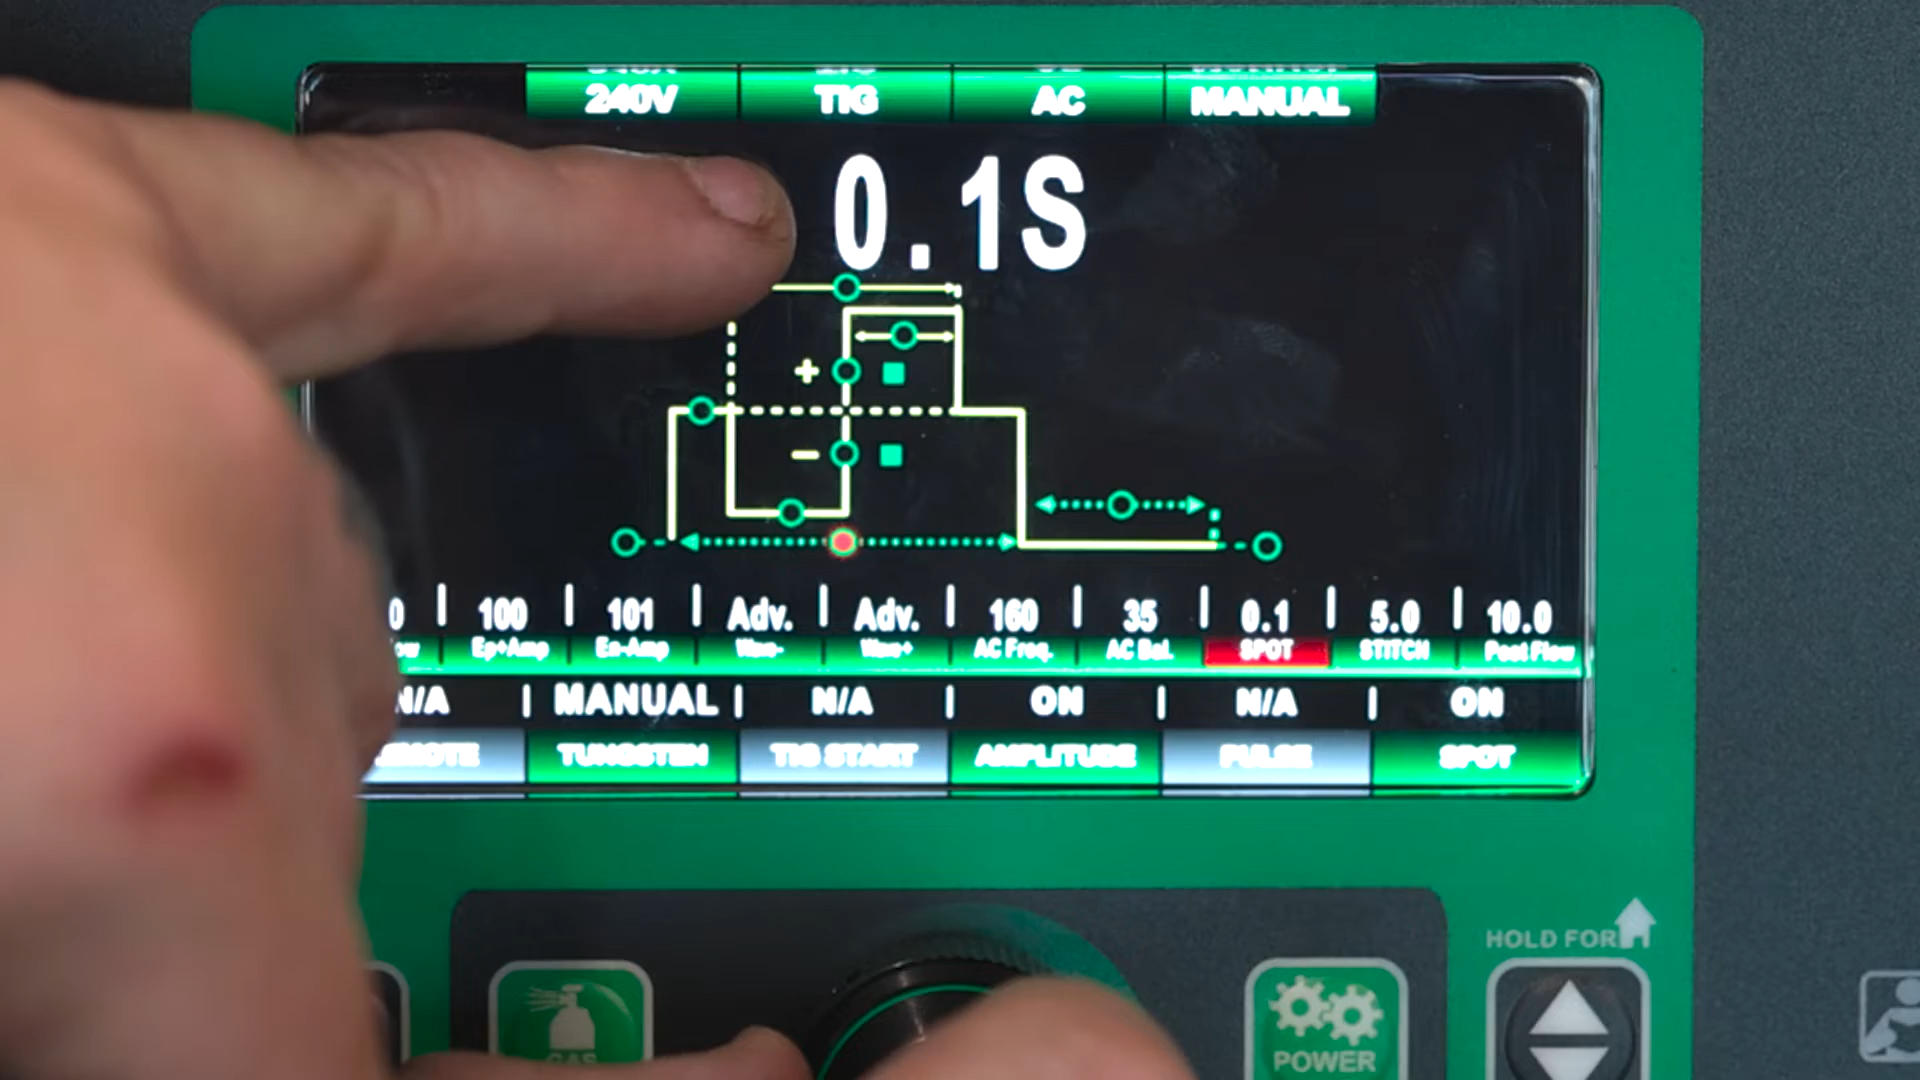 240V TIG AC MANUAL
0.1S
+
−
0 | 100 | 101 | Adv. | Adv. | 160 | 35 | 0.1 | 5.0 | 10.0
Ep+Amp En-Amp Wave- Wave+ AC Freq. AC Bal. SPOT STITCH Post Flow
N/A | MANUAL | N/A | ON | N/A | ON
TUNGSTEN TIG START AMPLITUDE PULSE SPOT
HOLD FOR
GAS
POWER